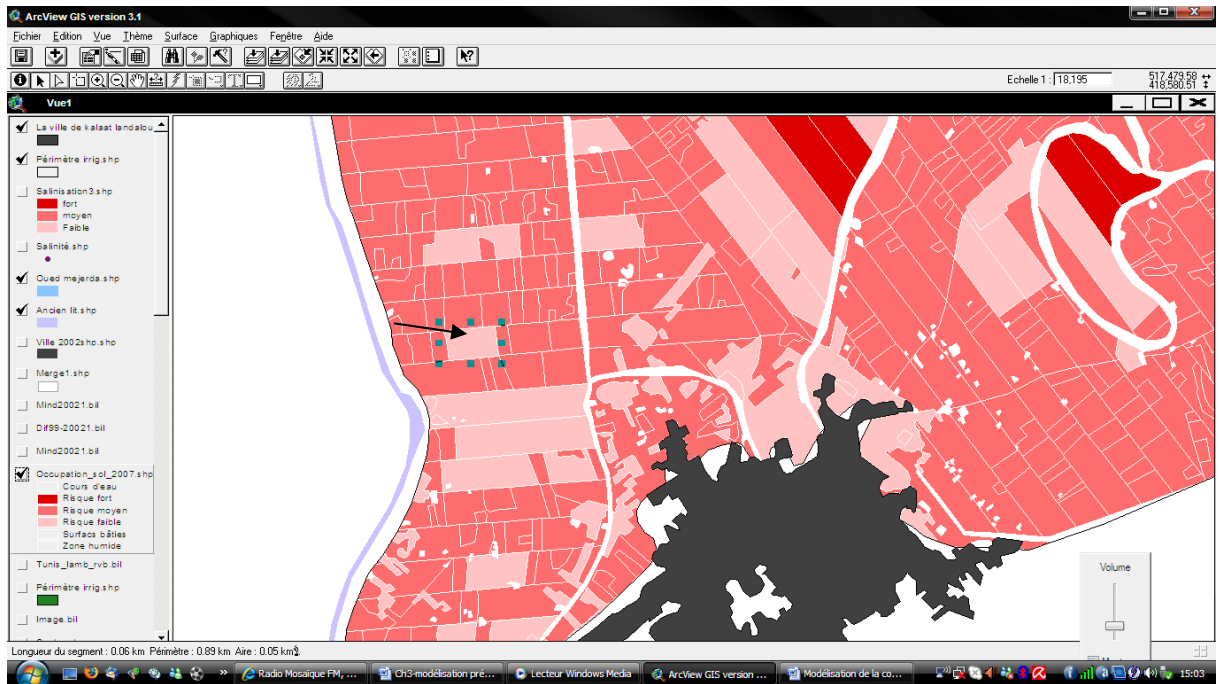 ArcView GIS version 3.1
Fichier Edition Vue Thème Surface Graphiques Fenêtre Aide
Echelle 1 : 18,195
517,479.58
418,580.51
Vue1
La ville de kalaat landalou
Périmètre irrig.shp
Salinisation3.shp
fort
moyen
Faible
Salinité.shp
Oued mejerda.shp
Ancien lit.shp
Ville 2002shp.shp
Merge1.shp
Mind20021.bil
Dif99-20021.bil
Mind20021.bil
Occupation_sol_2007.shp
Cours d'eau
Risque fort
Risque moyen
Risque faible
Surfacs bâties
Zone humide
Tunis_lamb_rvb.bil
Périmètre irrig.shp
Image.bil
Volume
Longueur du segment : 0.06 km Périmètre : 0.89 km Aire : 0.05 km²
Radio Mosaïque FM, ...
Ch3-modélisation pré...
Lecteur Windows Media
ArcView GIS version ...
Modélisation de la co...
15:03